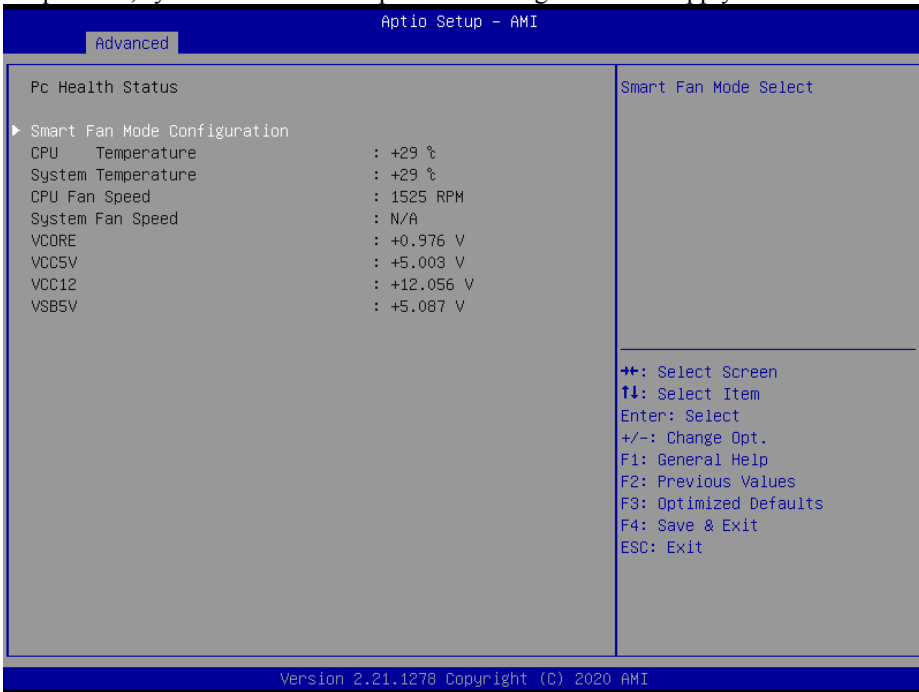 Aptio Setup – AMI
Advanced
Pc Health Status
Smart Fan Mode Configuration
CPU Temperature : +29 ℃
System Temperature : +29 ℃
CPU Fan Speed : 1525 RPM
System Fan Speed : N/A
VCORE : +0.976 V
VCC5V : +5.003 V
VCC12 : +12.056 V
VSB5V : +5.087 V
Smart Fan Mode Select
→←: Select Screen
↑↓: Select Item
Enter: Select
+/-: Change Opt.
F1: General Help
F2: Previous Values
F3: Optimized Defaults
F4: Save & Exit
ESC: Exit
Version 2.21.1278 Copyright (C) 2020 AMI